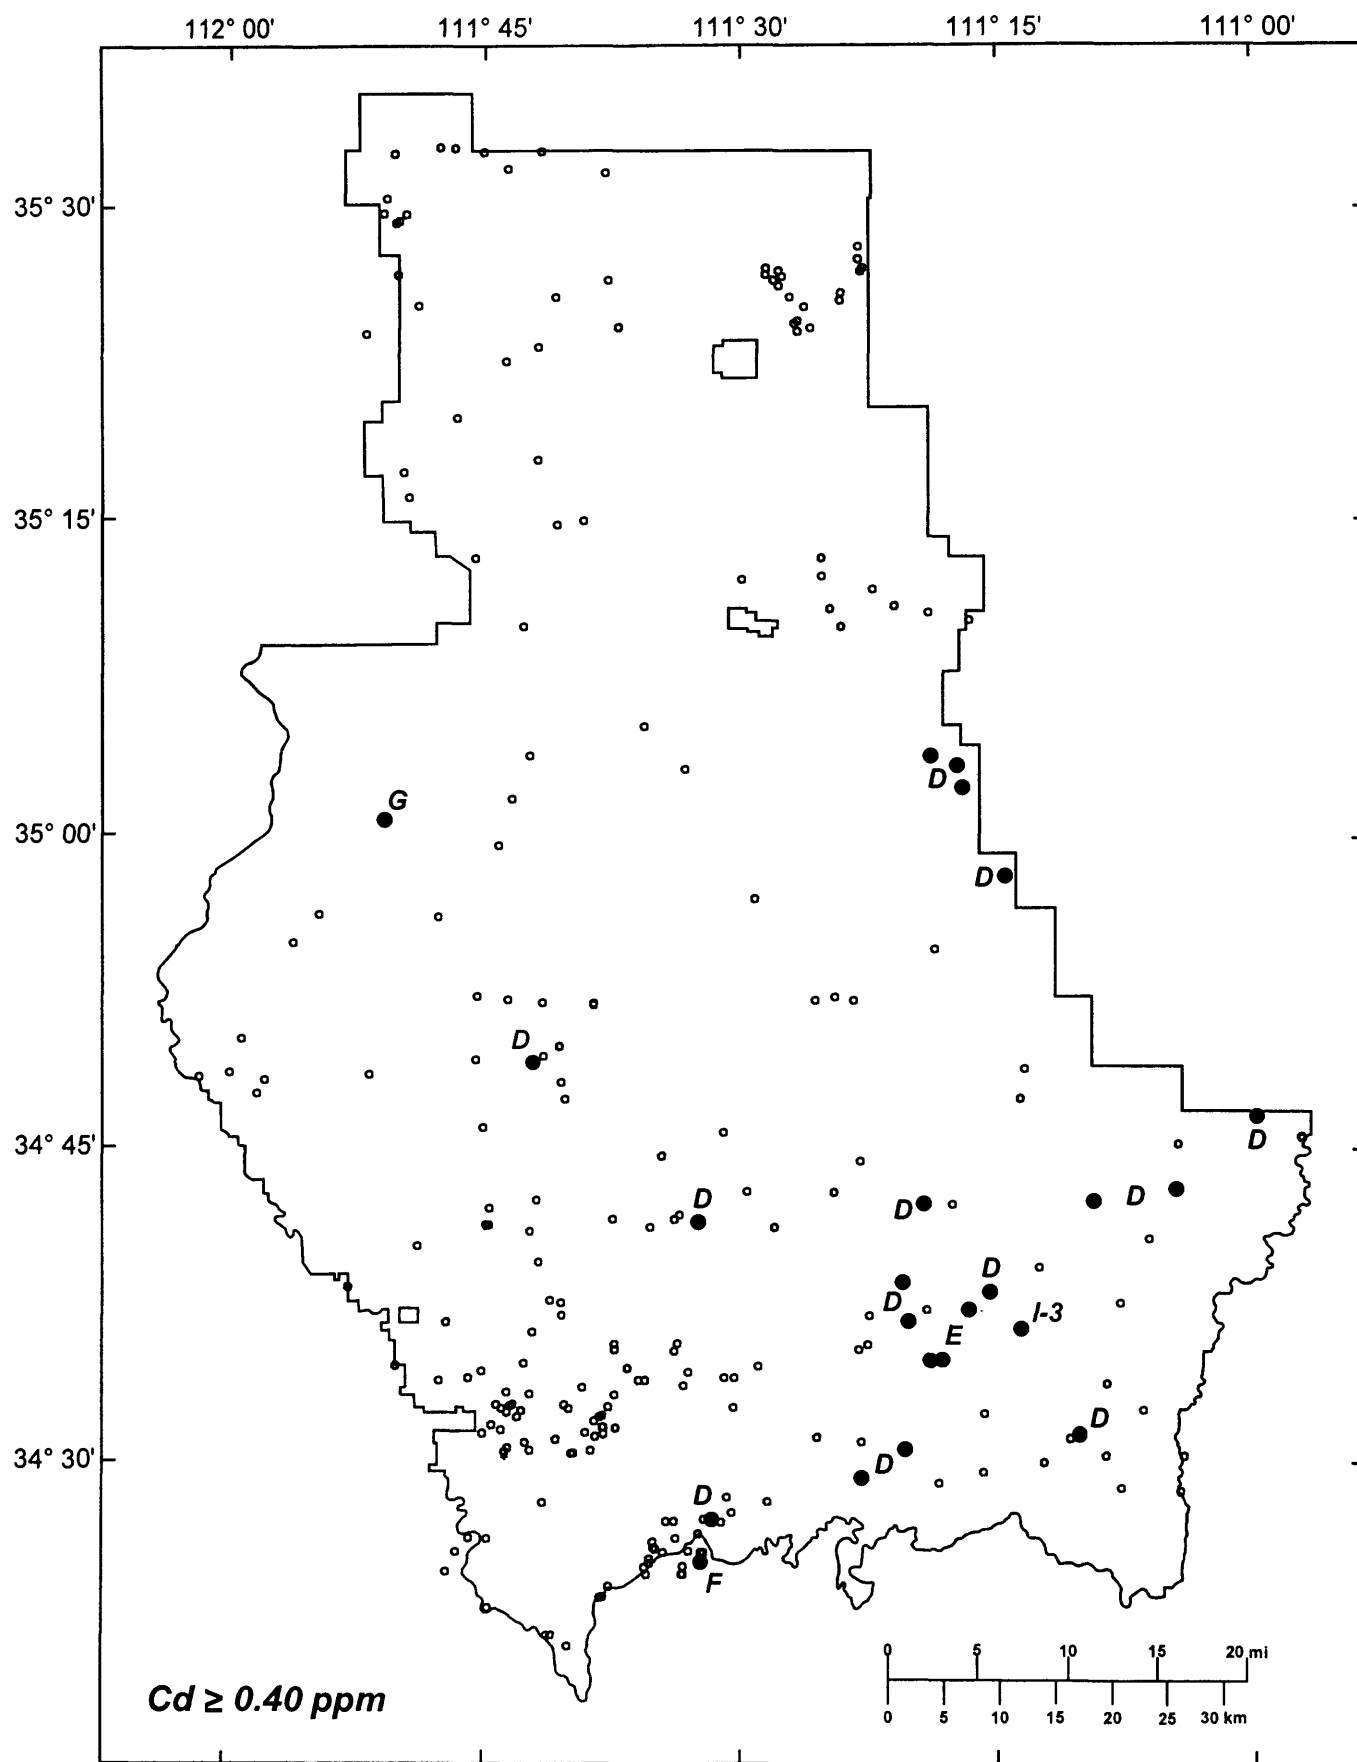 112° 00' 111° 45' 111° 30' 111° 15' 111° 00'
35° 30'
35° 15'
D
G
35° 00'
D
D
D
34° 45'
D
D
D
D
D
I-3
E
D
34° 30'
D
D
F
0 5 10 15 20 mi
Cd ≥ 0.40 ppm
0 5 10 15 20 25 30 km